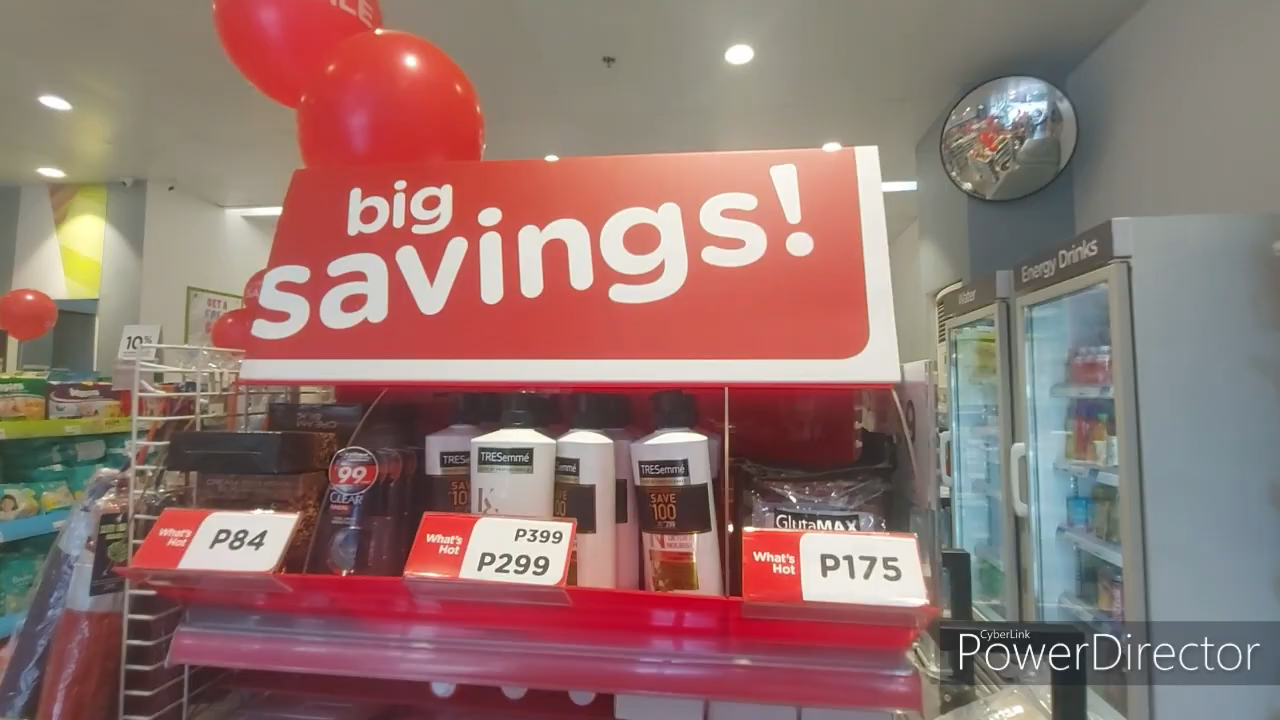 big
savings!
Water
Energy Drinks
10%
99
CLEAR
TRESemmé
TRESemmé
TRESemmé
SAVE
100
GlutaMAX
What's
Hot
P84
What's
Hot
P399
P299
What's
Hot
P175
CyberLink
PowerDirector